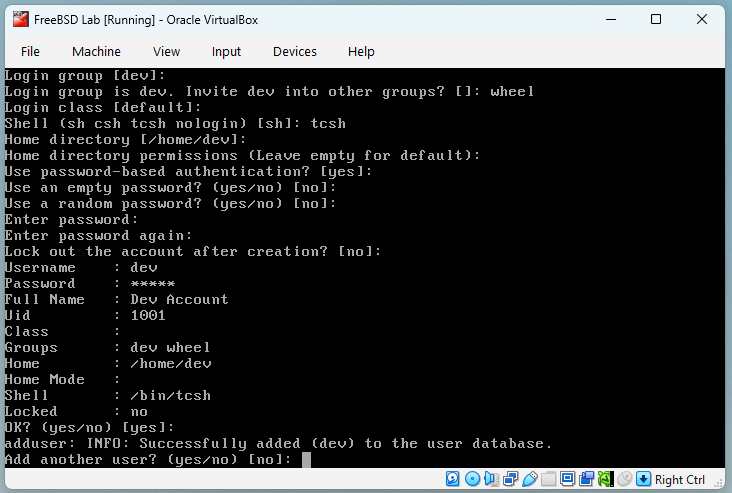 FreeBSD Lab [Running] - Oracle VirtualBox
File Machine View Input Devices Help
Login group [dev]:
Login group is dev. Invite dev into other groups? []: wheel
Login class [default]:
Shell (sh csh tcsh nologin) [sh]: tcsh
Home directory [/home/dev]:
Home directory permissions (Leave empty for default):
Use password-based authentication? [yes]:
Use an empty password? (yes/no) [no]:
Use a random password? (yes/no) [no]:
Enter password:
Enter password again:
Lock out the account after creation? [no]:
Username    : dev
Password    : *****
Full Name   : Dev Account
Uid         : 1001
Class       :
Groups      : dev wheel
Home        : /home/dev
Home Mode   :
Shell       : /bin/tcsh
Locked      : no
OK? (yes/no) [yes]:
adduser: INFO: Successfully added (dev) to the user database.
Add another user? (yes/no) [no]:
Right Ctrl